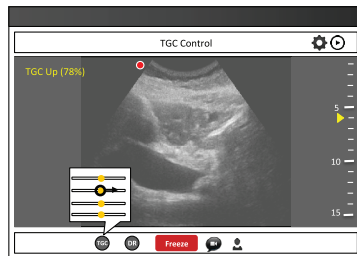 TGC Control
TGC Up (78%)
5
10
15
TGC
DR
Freeze